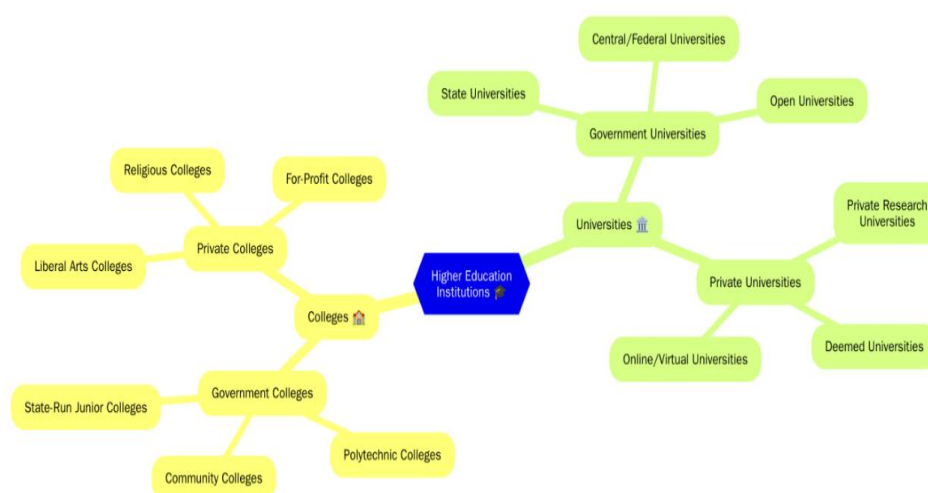 Central/Federal Universities
State Universities
Open Universities
Government Universities
Religious Colleges
For-Profit Colleges
Private Research
Universities
Universities 🏛️
Private Colleges
Liberal Arts Colleges
Higher Education
Institutions 🎓
Private Universities
Colleges 🏫
Online/Virtual Universities
Deemed Universities
Government Colleges
State-Run Junior Colleges
Polytechnic Colleges
Community Colleges